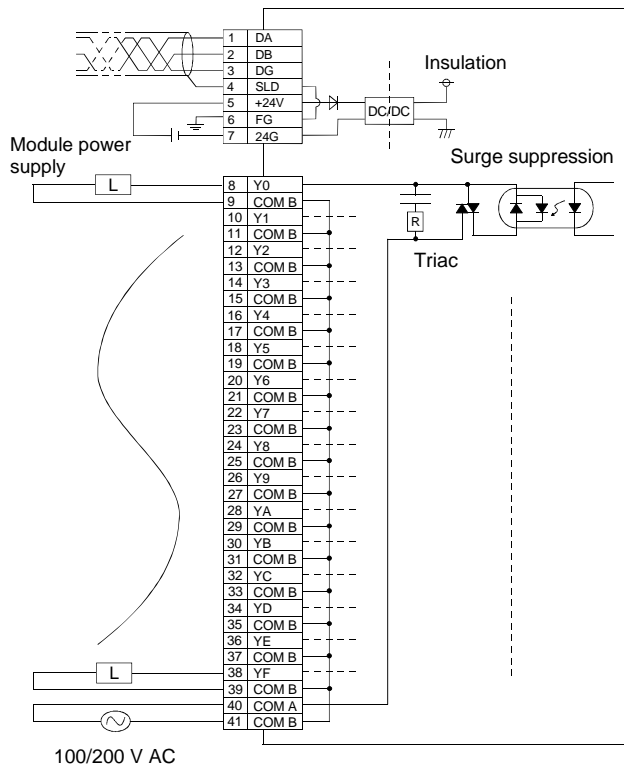 1 DA
2 DB
3 DG
4 SLD
5 +24V
6 FG
7 24G
Insulation
DC/DC
Module power
supply
Surge suppression
L
8 Y0
9 COM B
10 Y1
11 COM B
12 Y2
13 COM B
14 Y3
15 COM B
16 Y4
17 COM B
18 Y5
19 COM B
20 Y6
21 COM B
22 Y7
23 COM B
24 Y8
25 COM B
26 Y9
27 COM B
28 YA
29 COM B
30 YB
31 COM B
32 YC
33 COM B
34 YD
35 COM B
36 YE
37 COM B
38 YF
39 COM B
40 COM A
41 COM B
R
Triac
L
100/200 V AC